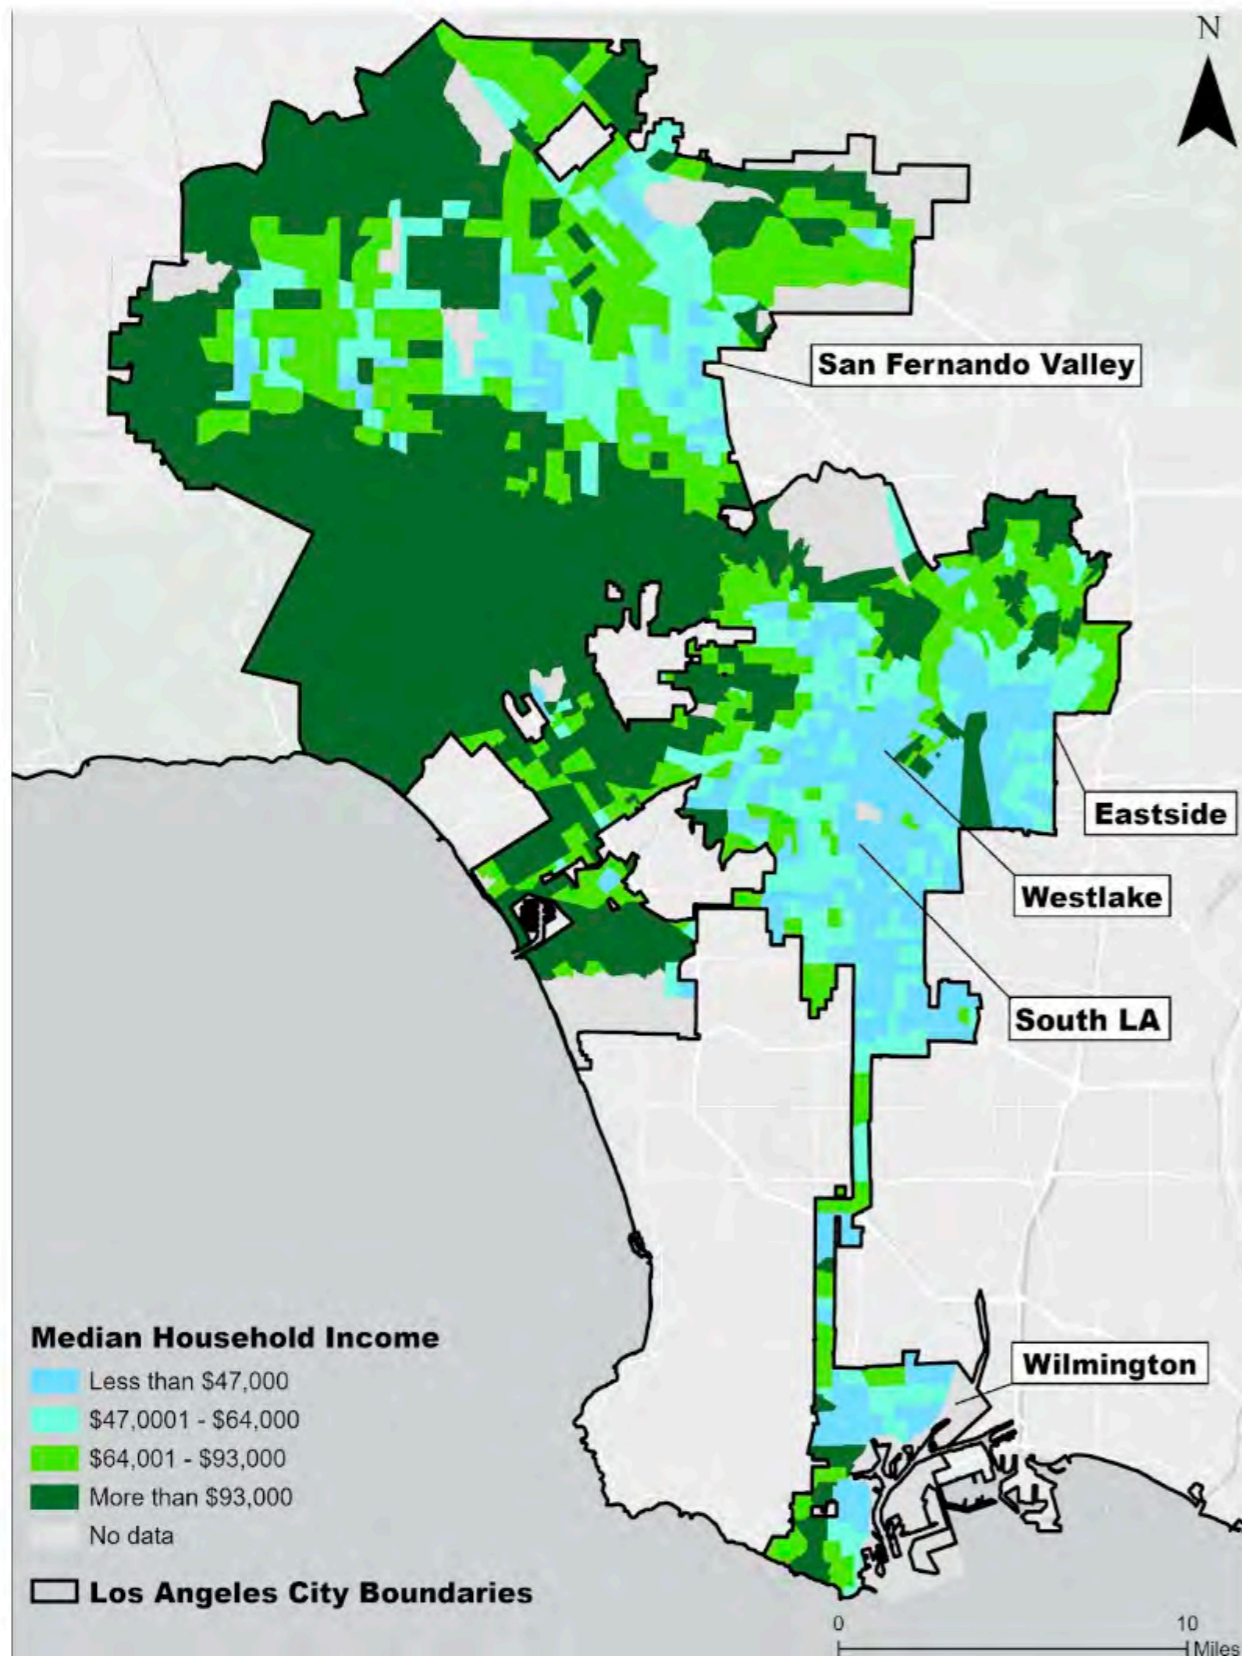 N
San Fernando Valley
Eastside
Westlake
South LA
Wilmington
Median Household Income
Less than $47,000
$47,0001 - $64,000
$64,001 - $93,000
More than $93,000
No data
Los Angeles City Boundaries
0 10
Miles